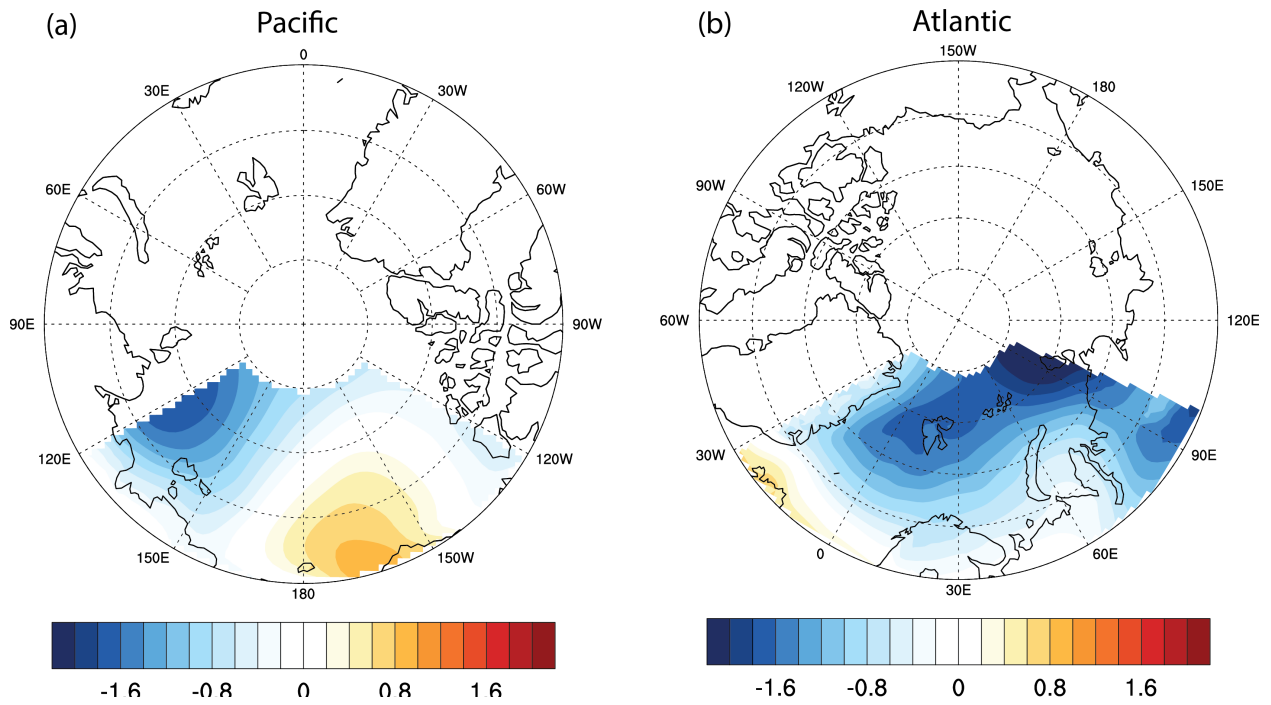 (a) Pacific
0
30E 30W
60E 60W
90E 90W
120E 120W
150E 150W
180
-1.6 -0.8 0 0.8 1.6
(b) Atlantic
150W
120W 180
90W 150E
60W 120E
30W 90E
0 60E
30E
-1.6 -0.8 0 0.8 1.6